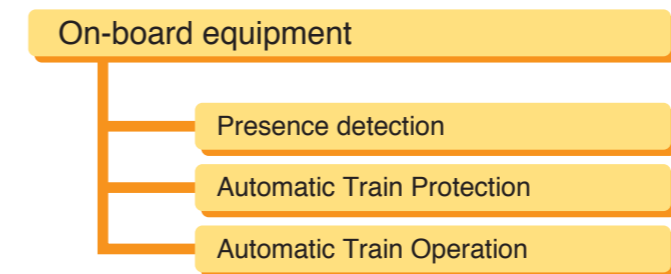 On-board equipment
Presence detection
Automatic Train Protection
Automatic Train Operation